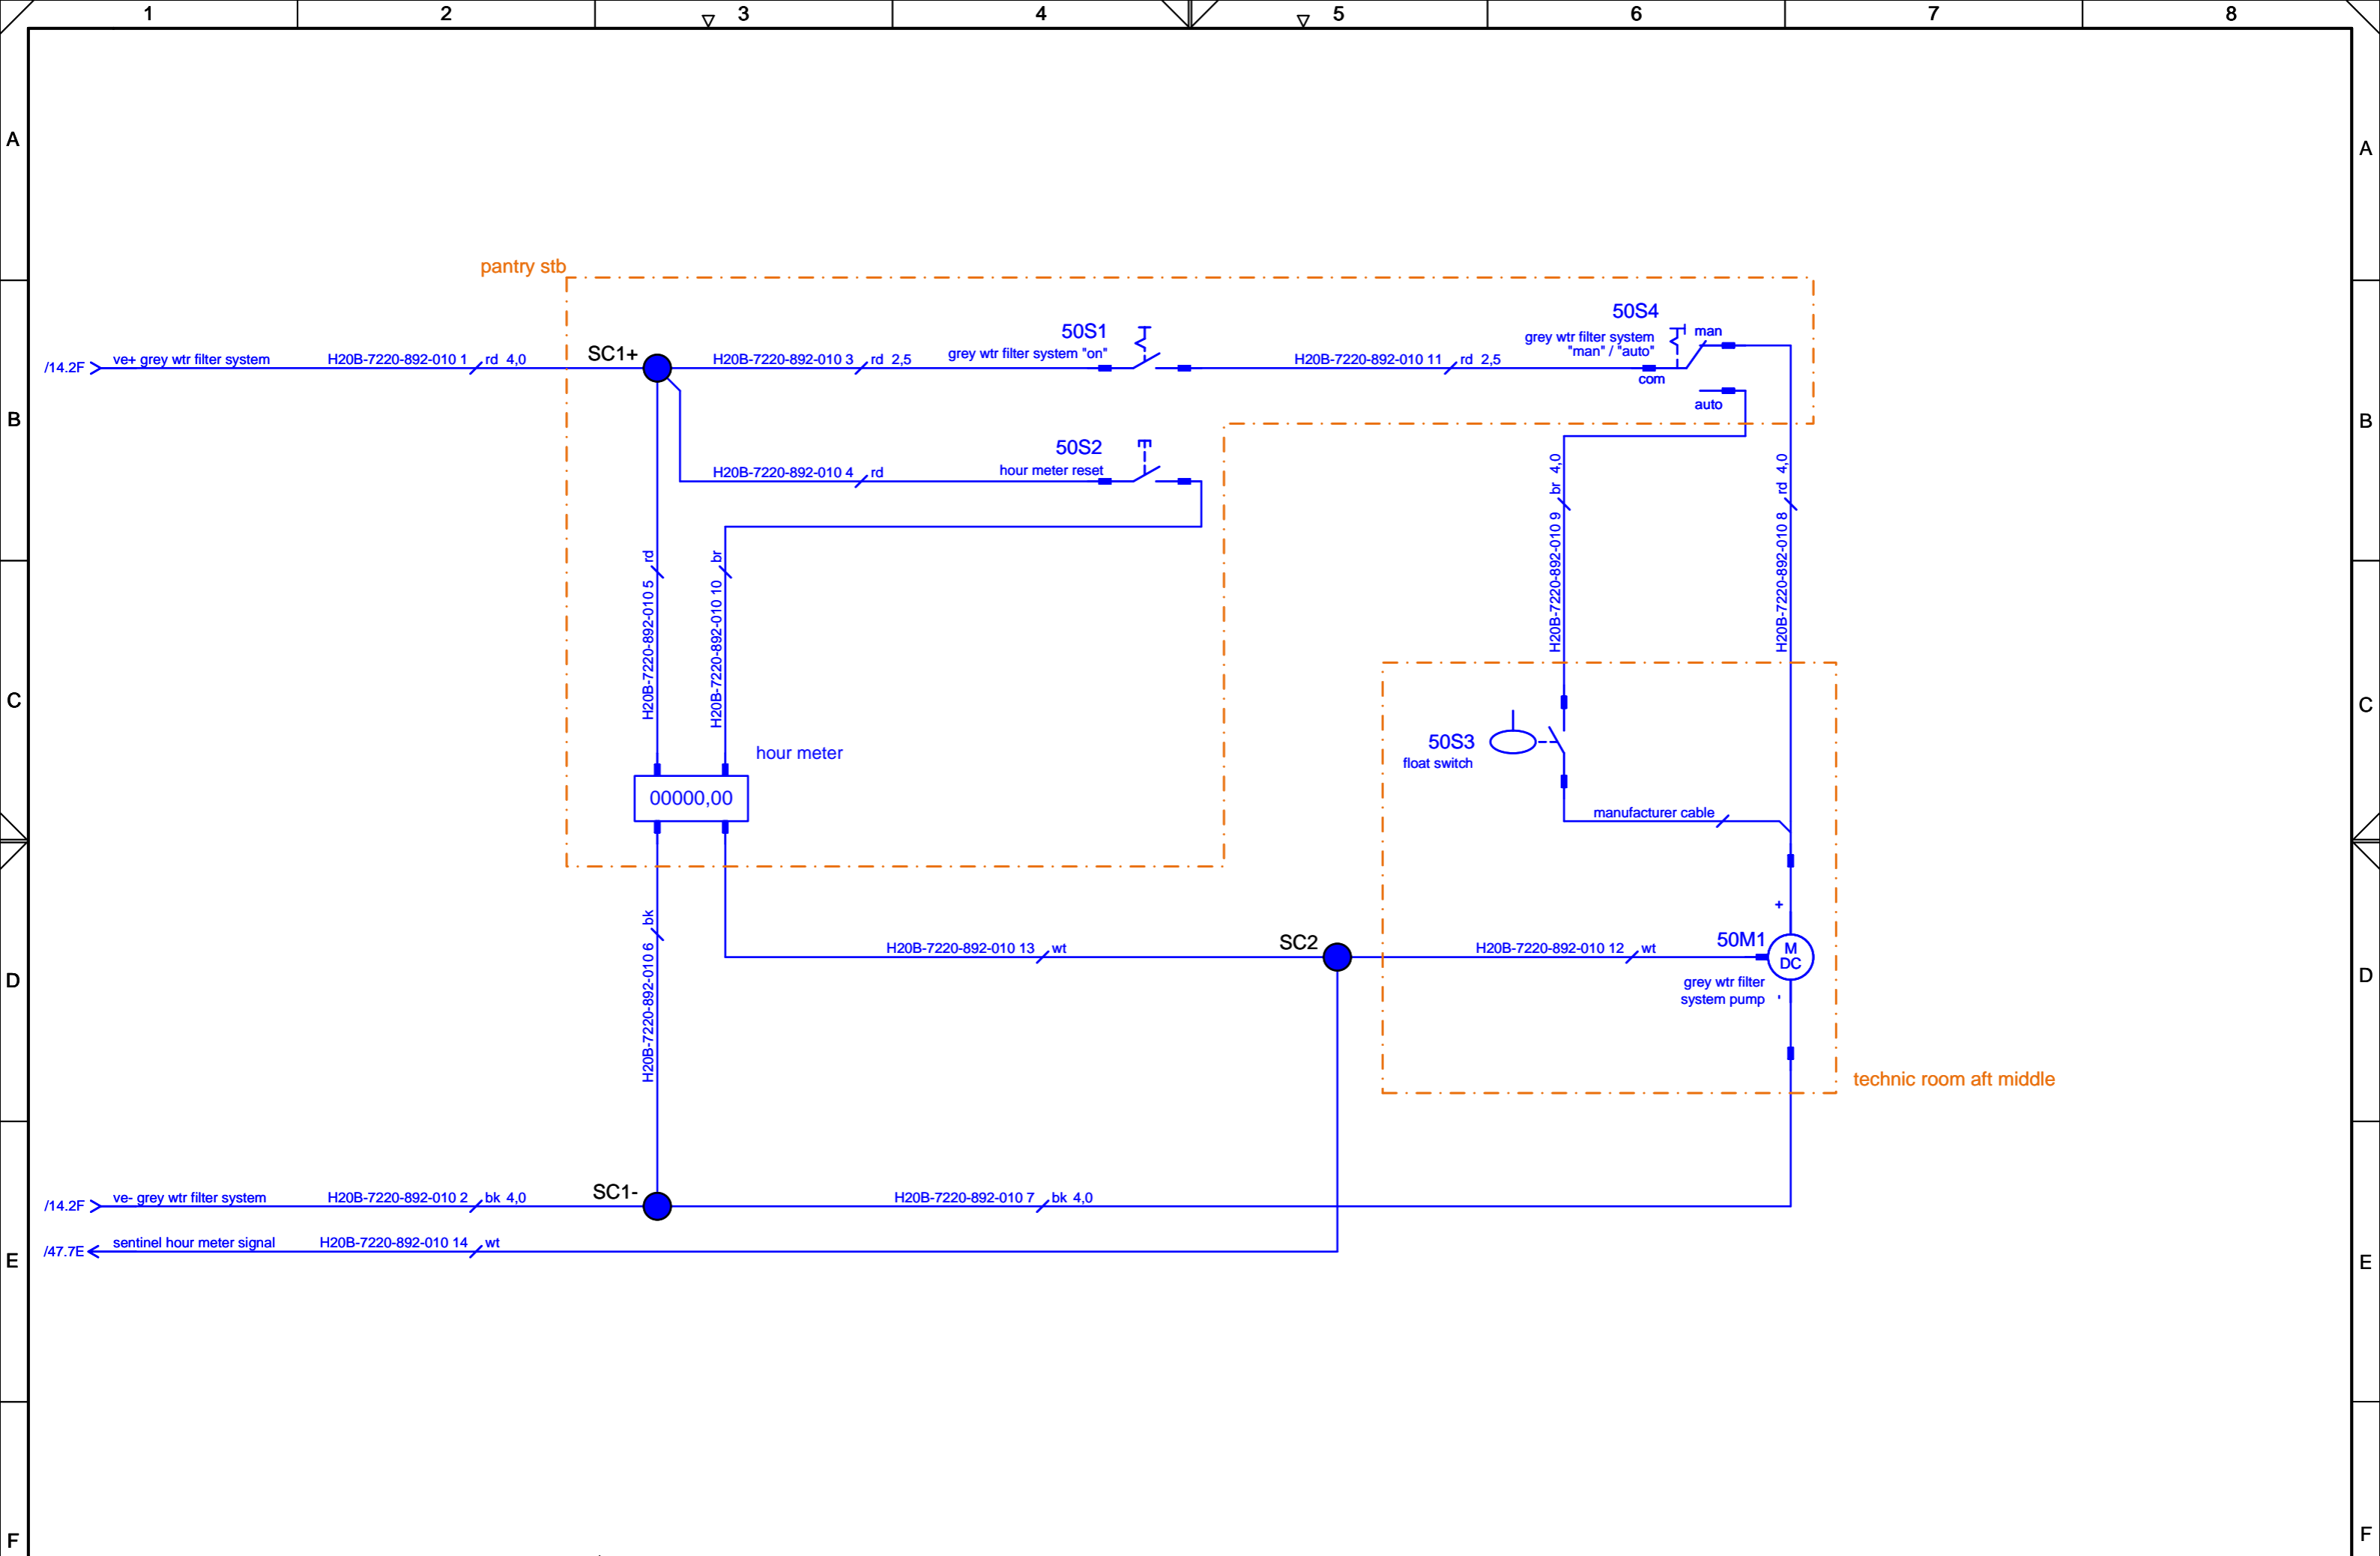 1 2 3 4 5 6 7 8
A A
pantry stb
50S1
50S4
grey wtr filter system
"man" / "auto"
man
SC1+
/14.2F ve+ grey wtr filter system H20B-7220-892-010 1 rd 4,0
H20B-7220-892-010 3 rd 2,5
grey wtr filter system "on"
H20B-7220-892-010 11 rd 2,5
com
auto
B B
50S2
H20B-7220-892-010 4 rd
hour meter reset
H20B-7220-892-010 5 rd
H20B-7220-892-010 10 br
H20B-7220-892-010 9 br 4,0
H20B-7220-892-010 8 rd 4,0
C C
hour meter
00000,00
50S3
float switch
manufacturer cable
+
H20B-7220-892-010 6 bk
H20B-7220-892-010 13 wt
SC2
H20B-7220-892-010 12 wt
50M1
M
DC
grey wtr filter
system pump
-
D D
technic room aft middle
/14.2F ve- grey wtr filter system H20B-7220-892-010 2 bk 4,0
SC1-
H20B-7220-892-010 7 bk 4,0
/47.7E sentinel hour meter signal H20B-7220-892-010 14 wt
E E
F F